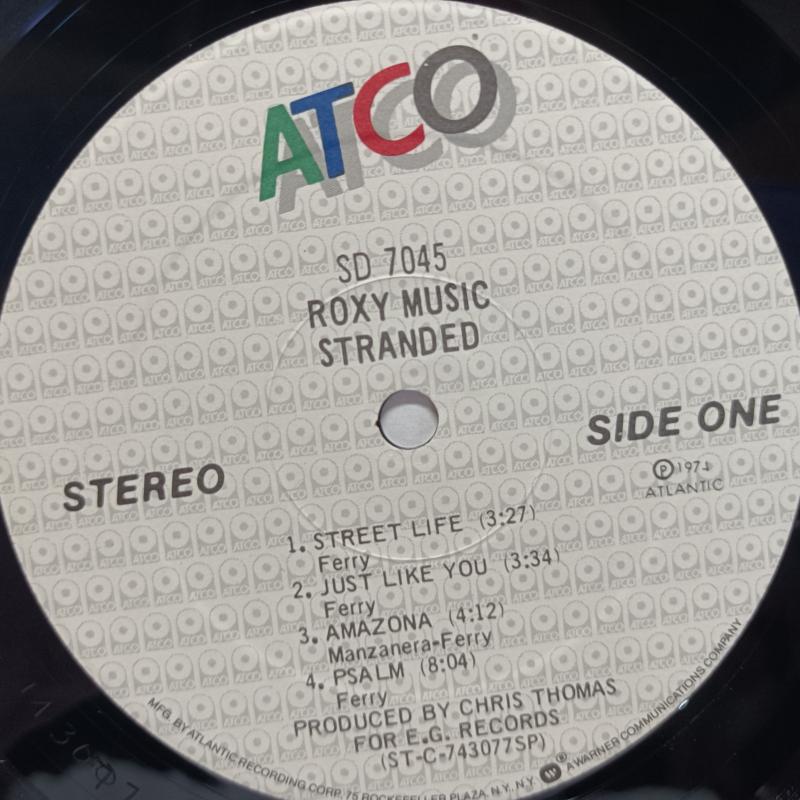 ATCO
SD 7045
ROXY MUSIC
STRANDED
STEREO
SIDE ONE
Ⓟ 1974
ATLANTIC
1. STREET LIFE (3:27)
Ferry
2. JUST LIKE YOU (3:34)
Ferry
3. AMAZONA (4:12)
Manzanera-Ferry
4. PSALM (8:04)
Ferry
PRODUCED BY CHRIS THOMAS
FOR E.G. RECORDS
(ST-C-743077SP)
MFG. BY ATLANTIC RECORDING CORP., 75 ROCKEFELLER PLAZA, N.Y., N.Y. ® A WARNER COMMUNICATIONS COMPANY